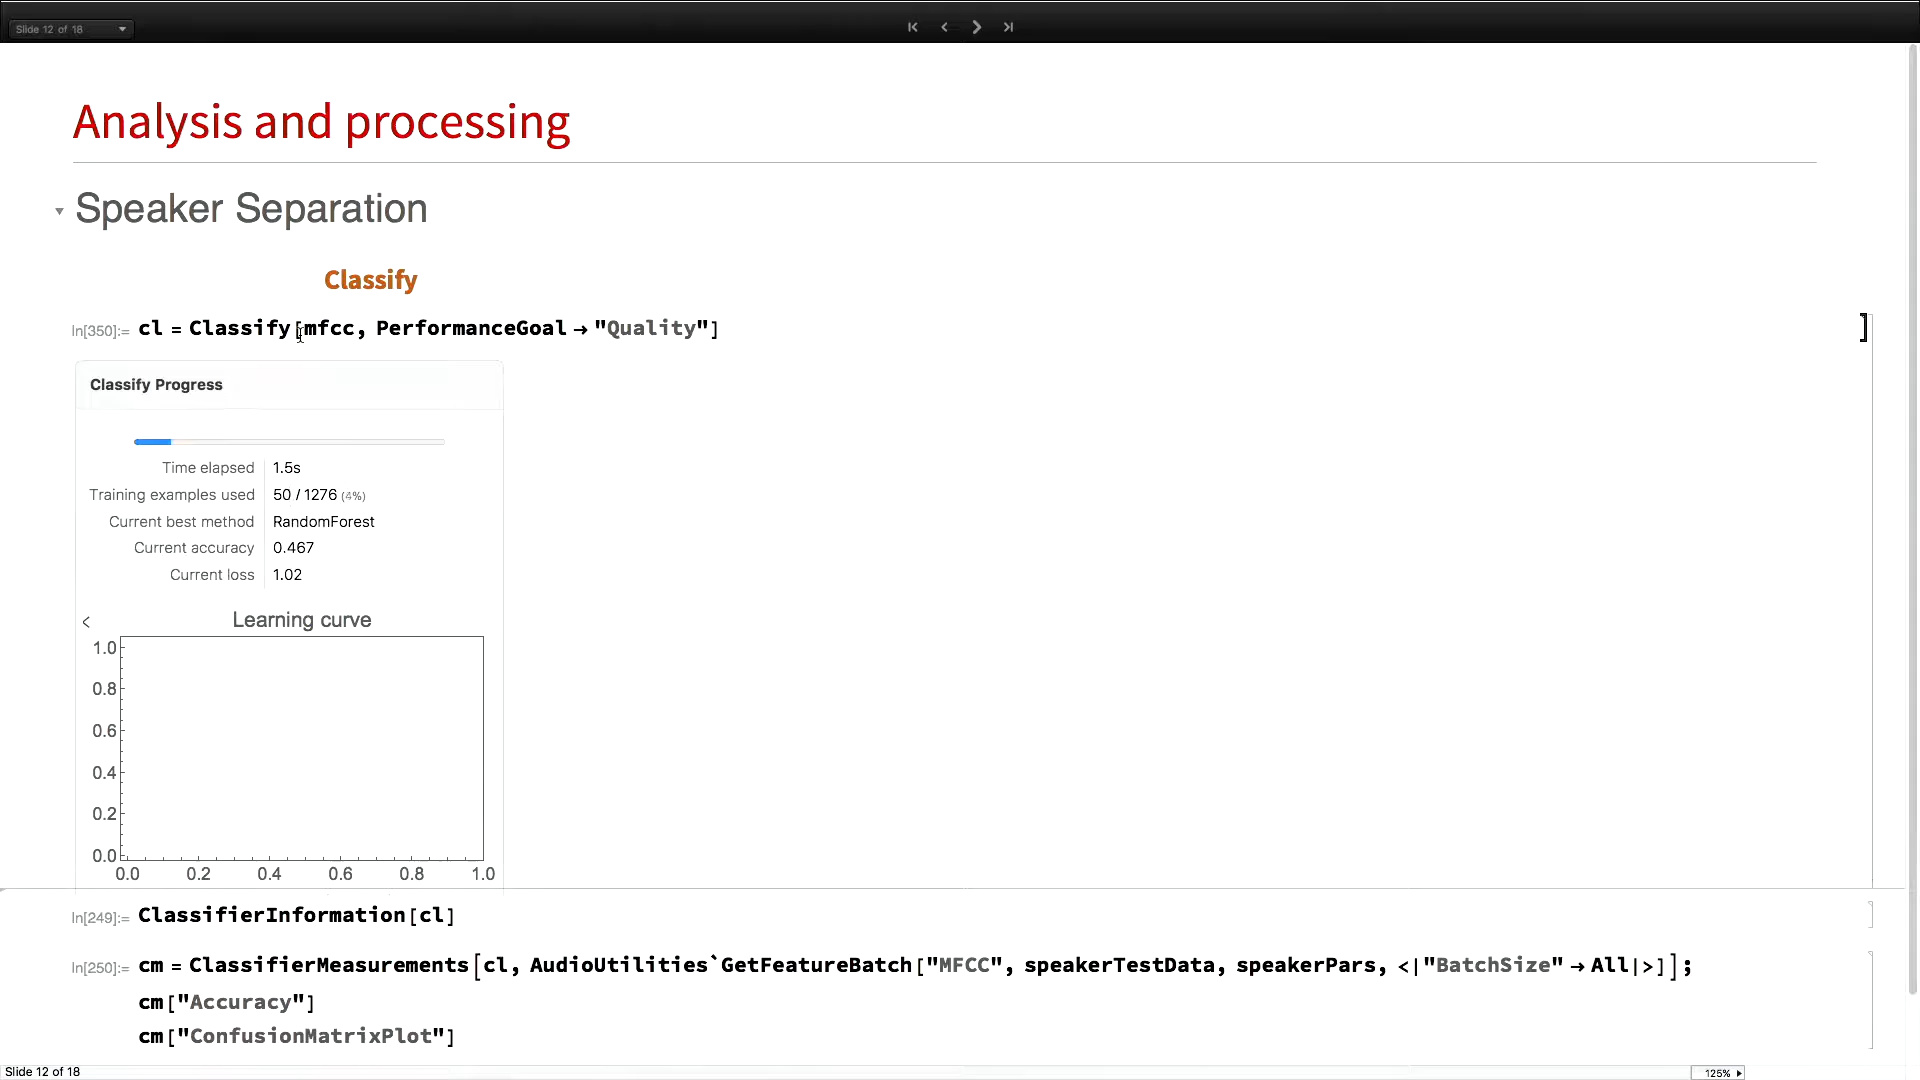 Slide 12 of 18
Analysis and processing
Speaker Separation
Classify
In[350]:= cl = Classify[mfcc, PerformanceGoal → "Quality"]
Classify Progress
Time elapsed 1.5s
Training examples used 50 / 1276 (4%)
Current best method RandomForest
Current accuracy 0.467
Current loss 1.02
< Learning curve
1.0
0.8
0.6
0.4
0.2
0.0
0.0 0.2 0.4 0.6 0.8 1.0
In[249]:= ClassifierInformation[cl]
In[250]:= cm = ClassifierMeasurements[cl, AudioUtilities`GetFeatureBatch["MFCC", speakerTestData, speakerPars, <|"BatchSize" → All|>]];
cm["Accuracy"]
cm["ConfusionMatrixPlot"]
Slide 12 of 18
125%